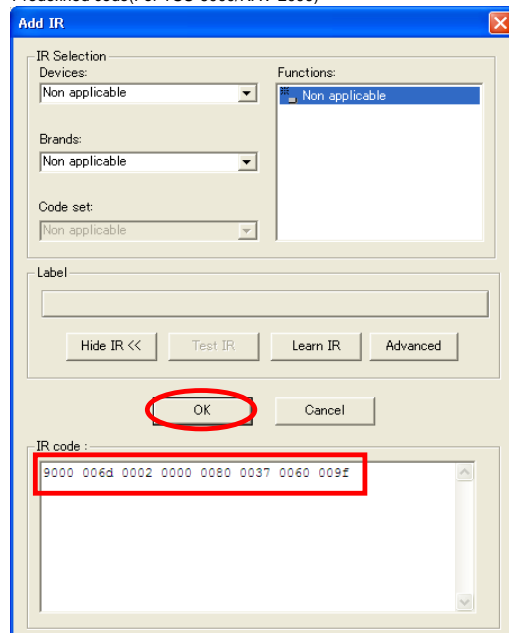 Add IR
IR Selection
Devices:
Functions:
Non applicable
Non applicable
Brands:
Non applicable
Code set:
Non applicable
Label
Hide IR <<
Test IR
Learn IR
Advanced
OK
Cancel
IR code :
9000 006d 0002 0000 0080 0037 0060 009f